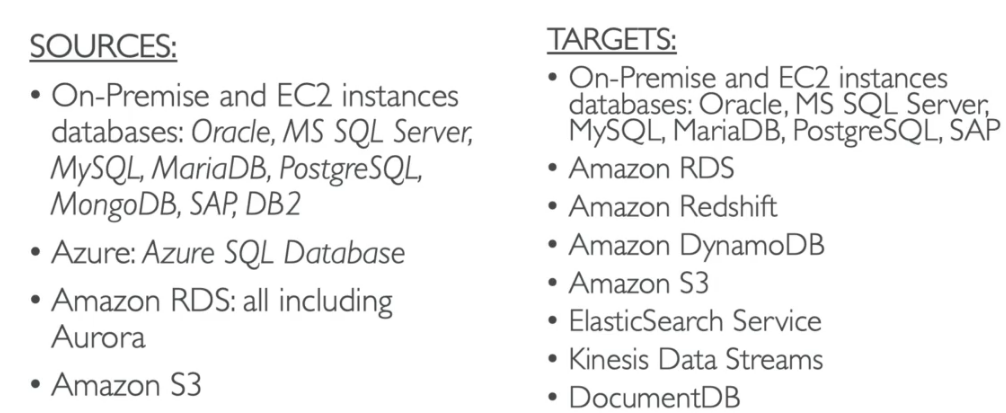 SOURCES:
• On-Premise and EC2 instances
databases: Oracle, MS SQL Server,
MySQL, MariaDB, PostgreSQL,
MongoDB, SAP, DB2
• Azure: Azure SQL Database
• Amazon RDS: all including
Aurora
• Amazon S3
TARGETS:
• On-Premise and EC2 instances
databases: Oracle, MS SQL Server,
MySQL, MariaDB, PostgreSQL, SAP
• Amazon RDS
• Amazon Redshift
• Amazon DynamoDB
• Amazon S3
• ElasticSearch Service
• Kinesis Data Streams
• DocumentDB